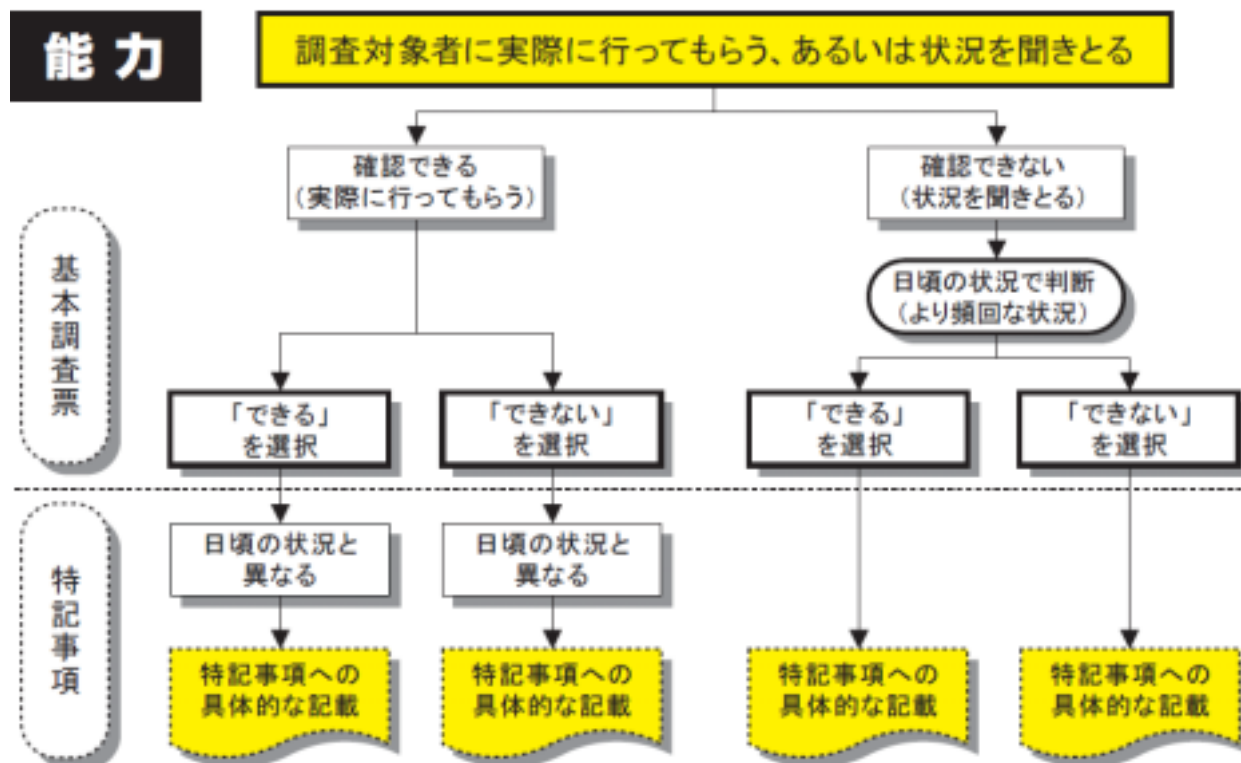 能力
調査対象者に実際に行ってもらう、あるいは状況を聞きとる
確認できる
（実際に行ってもらう）
確認できない
（状況を聞きとる）
日頃の状況で判断
（より頻回な状況）
基本調査票
「できる」
を選択
「できない」
を選択
「できる」
を選択
「できない」
を選択
特記事項
日頃の状況と
異なる
日頃の状況と
異なる
特記事項への
具体的な記載
特記事項への
具体的な記載
特記事項への
具体的な記載
特記事項への
具体的な記載